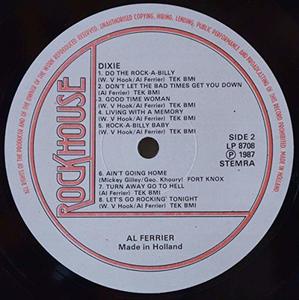 ALL RIGHTS OF THE PRODUCER AND OF THE OWNER OF THE WORK REPRODUCED RESERVED. UNAUTHORISED COPYING, HIRING, LENDING, PUBLIC PERFORMANCE AND BROADCASTING OF THIS RECORD PROHIBITED
ROCKHOUSE
DIXIE
1. DO THE ROCK-A-BILLY
(W. V Hook/Al Ferrier) TEK BMI
2. DON'T LET THE BAD TIMES GET YOU DOWN
(Al Ferrier) TEK BMI
3. GOOD TIME WOMAN
(W. V Hook/Al Ferrier) TEK BMI
4. LIVING WITH A MEMORY
(W. V Hook/Al Ferrier) TEK BMI
5. ROCK-A-BILLY BABY
(W. V Hook/Al Ferrier) TEK BMI
SIDE 2
LP 8708
Ⓟ 1987
STEMRA
6. AIN'T GOING HOME
(Mickey Gilley/Geo. Khoury) FORT KNOX
7. TURN AWAY GO TO HELL
(Al Ferrier) TEK BMI
8. LET'S GO ROCKING' TONIGHT
(W. V Hook/Al Ferrier) TEK BMI
AL FERRIER
Made in Holland